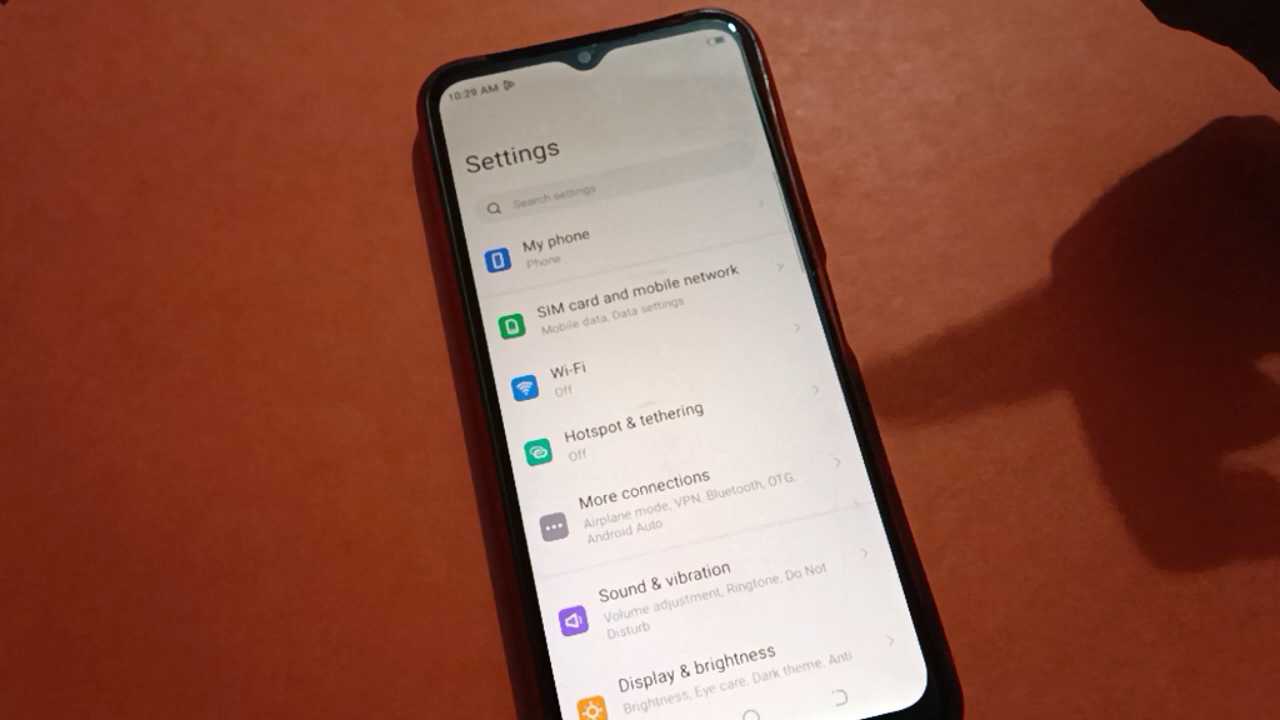 10:29 AM
Settings
Search settings
My phone
Phone
SIM card and mobile network
Mobile data, Data settings
Wi-Fi
Off
Hotspot & tethering
Off
More connections
Airplane mode, VPN, Bluetooth, OTG,
Android Auto
Sound & vibration
Volume adjustment, Ringtone, Do Not
Disturb
Display & brightness
Brightness, Eye care, Dark theme, Anti